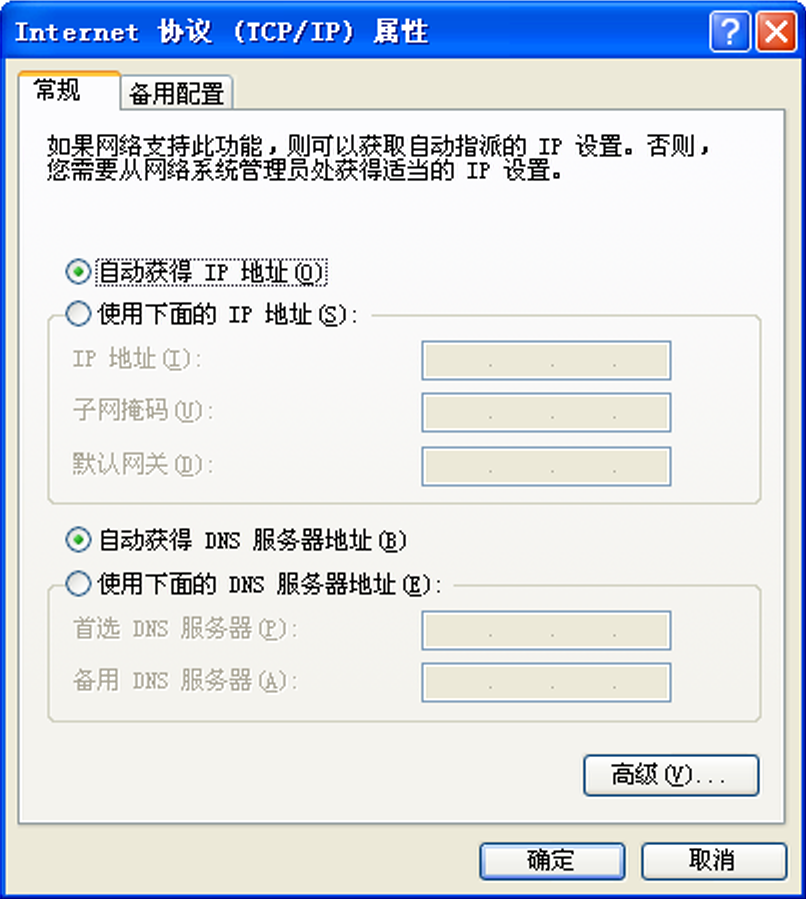 Internet 协议 (TCP/IP) 属性
常规
备用配置
如果网络支持此功能，则可以获取自动指派的 IP 设置。否则，
您需要从网络系统管理员处获得适当的 IP 设置。
自动获得 IP 地址(O)
使用下面的 IP 地址(S):
IP 地址(I):
子网掩码(U):
默认网关(D):
自动获得 DNS 服务器地址(B)
使用下面的 DNS 服务器地址(E):
首选 DNS 服务器(P):
备用 DNS 服务器(A):
高级(V)...
确定
取消